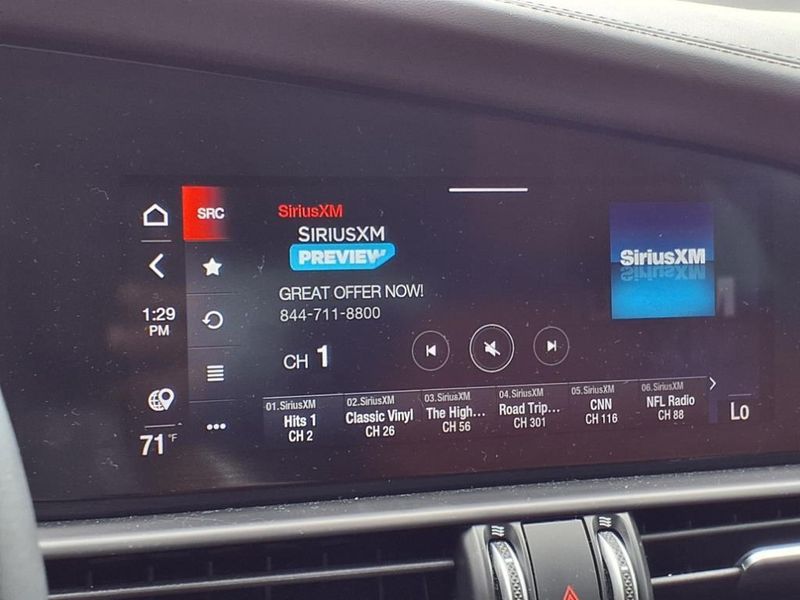 SRC
SiriusXM
SIRIUSXM
PREVIEW
GREAT OFFER NOW!
844-711-8800
SiriusXM
1:29
PM
CH 1
01.SiriusXM
Hits 1
CH 2
02.SiriusXM
Classic Vinyl
CH 26
03.SiriusXM
The High...
CH 56
04.SiriusXM
Road Trip...
CH 301
05.SiriusXM
CNN
CH 116
06.SiriusXM
NFL Radio
CH 88
71°F
Lo